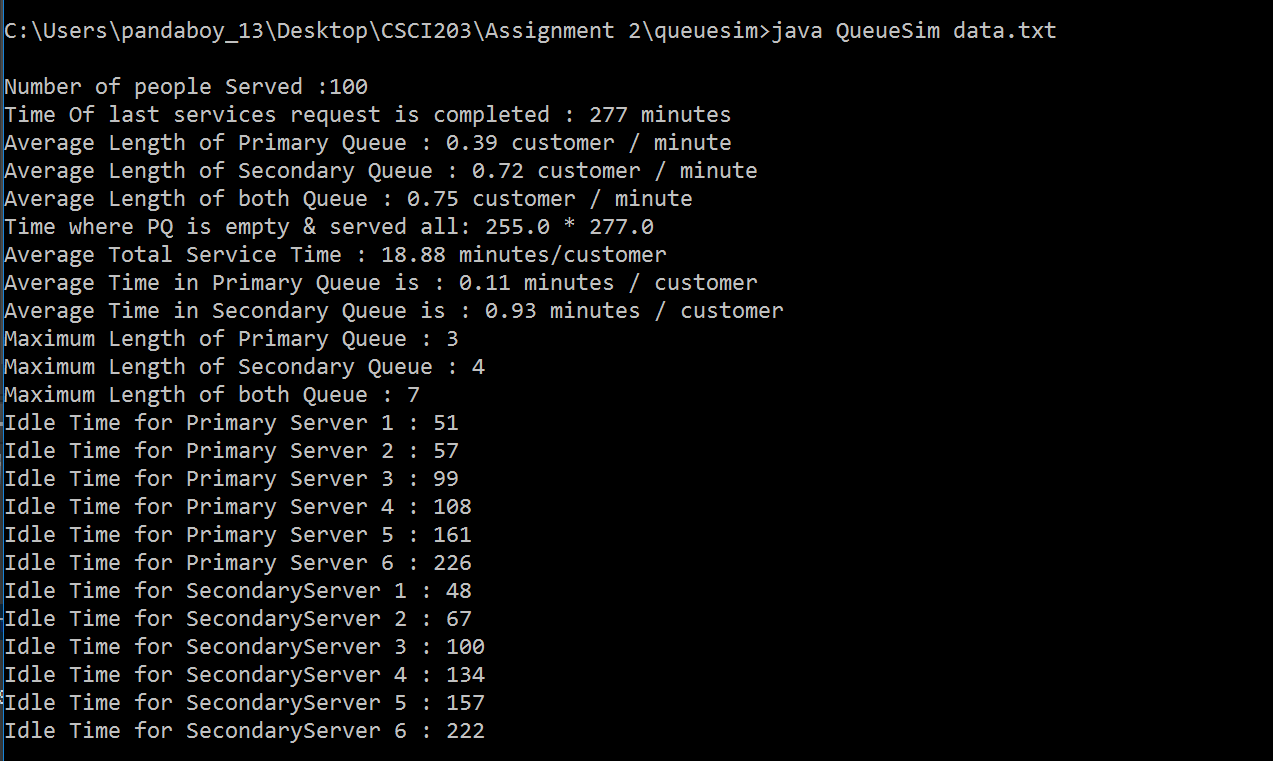 C:\Users\pandaboy_13\Desktop\CSCI203\Assignment 2\queuesim>java QueueSim data.txt
Number of people Served :100
Time Of last services request is completed : 277 minutes
Average Length of Primary Queue : 0.39 customer / minute
Average Length of Secondary Queue : 0.72 customer / minute
Average Length of both Queue : 0.75 customer / minute
Time where PQ is empty & served all: 255.0 * 277.0
Average Total Service Time : 18.88 minutes/customer
Average Time in Primary Queue is : 0.11 minutes / customer
Average Time in Secondary Queue is : 0.93 minutes / customer
Maximum Length of Primary Queue : 3
Maximum Length of Secondary Queue : 4
Maximum Length of both Queue : 7
Idle Time for Primary Server 1 : 51
Idle Time for Primary Server 2 : 57
Idle Time for Primary Server 3 : 99
Idle Time for Primary Server 4 : 108
Idle Time for Primary Server 5 : 161
Idle Time for Primary Server 6 : 226
Idle Time for SecondaryServer 1 : 48
Idle Time for SecondaryServer 2 : 67
Idle Time for SecondaryServer 3 : 100
Idle Time for SecondaryServer 4 : 134
Idle Time for SecondaryServer 5 : 157
Idle Time for SecondaryServer 6 : 222